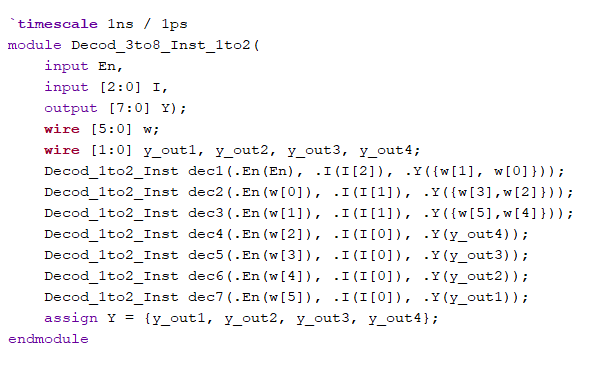 `timescale 1ns / 1ps
module Decod_3to8_Inst_1to2(
    input En,
    input [2:0] I,
    output [7:0] Y);
    wire [5:0] w;
    wire [1:0] y_out1, y_out2, y_out3, y_out4;
    Decod_1to2_Inst dec1(.En(En), .I(I[2]), .Y({w[1], w[0]}));
    Decod_1to2_Inst dec2(.En(w[0]), .I(I[1]), .Y({w[3],w[2]}));
    Decod_1to2_Inst dec3(.En(w[1]), .I(I[1]), .Y({w[5],w[4]}));
    Decod_1to2_Inst dec4(.En(w[2]), .I(I[0]), .Y(y_out4));
    Decod_1to2_Inst dec5(.En(w[3]), .I(I[0]), .Y(y_out3));
    Decod_1to2_Inst dec6(.En(w[4]), .I(I[0]), .Y(y_out2));
    Decod_1to2_Inst dec7(.En(w[5]), .I(I[0]), .Y(y_out1));
    assign Y = {y_out1, y_out2, y_out3, y_out4};
endmodule